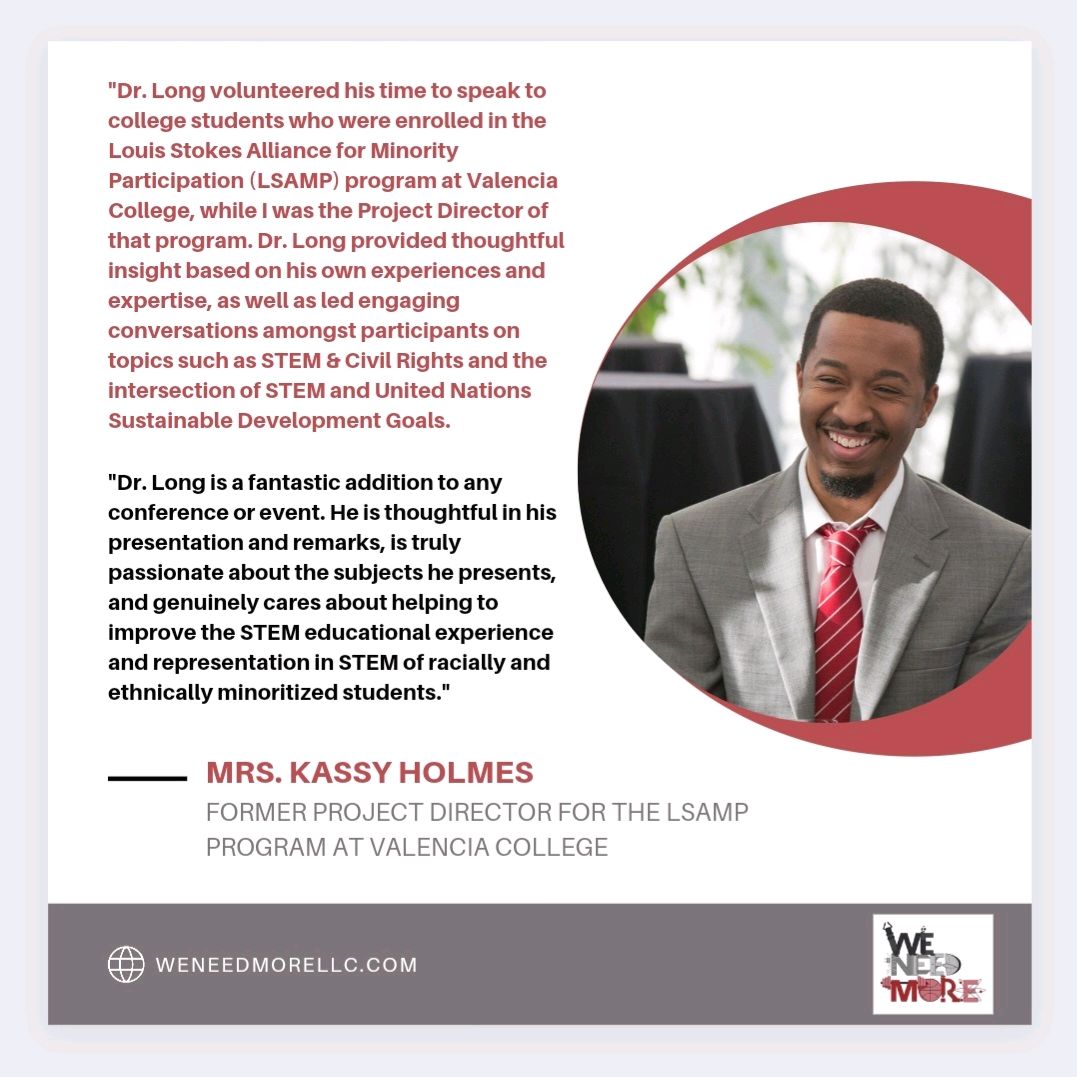 "Dr. Long volunteered his time to speak to
college students who were enrolled in the
Louis Stokes Alliance for Minority
Participation (LSAMP) program at Valencia
College, while I was the Project Director of
that program. Dr. Long provided thoughtful
insight based on his own experiences and
expertise, as well as led engaging
conversations amongst participants on
topics such as STEM & Civil Rights and the
intersection of STEM and United Nations
Sustainable Development Goals.
"Dr. Long is a fantastic addition to any
conference or event. He is thoughtful in his
presentation and remarks, is truly
passionate about the subjects he presents,
and genuinely cares about helping to
improve the STEM educational experience
and representation in STEM of racially and
ethnically minoritized students."
MRS. KASSY HOLMES
FORMER PROJECT DIRECTOR FOR THE LSAMP
PROGRAM AT VALENCIA COLLEGE
WENEEDMORELLC.COM
WE
NEED
MORE